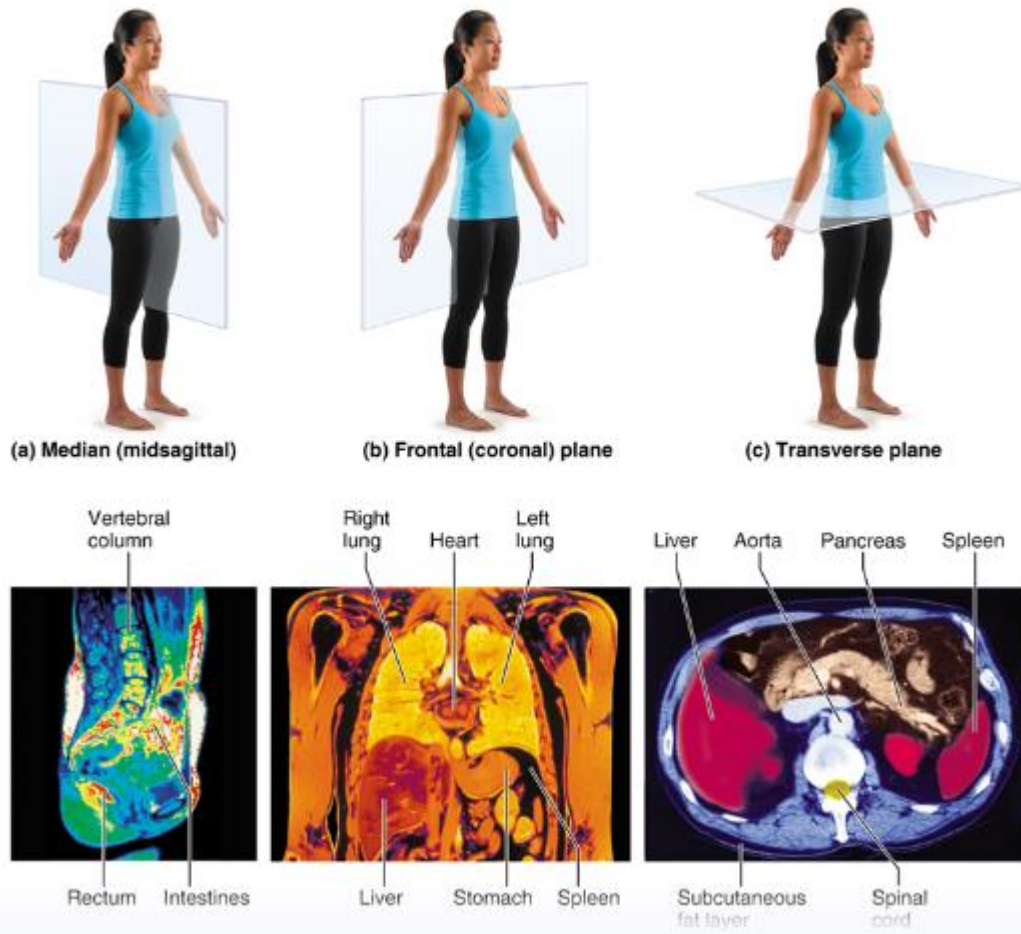 (a) Median (midsagittal)
(b) Frontal (coronal) plane
(c) Transverse plane
Vertebral
column
Right
lung
Heart
Left
lung
Liver
Aorta
Pancreas
Spleen
Rectum
Intestines
Liver
Stomach
Spleen
Subcutaneous
fat layer
Spinal
cord